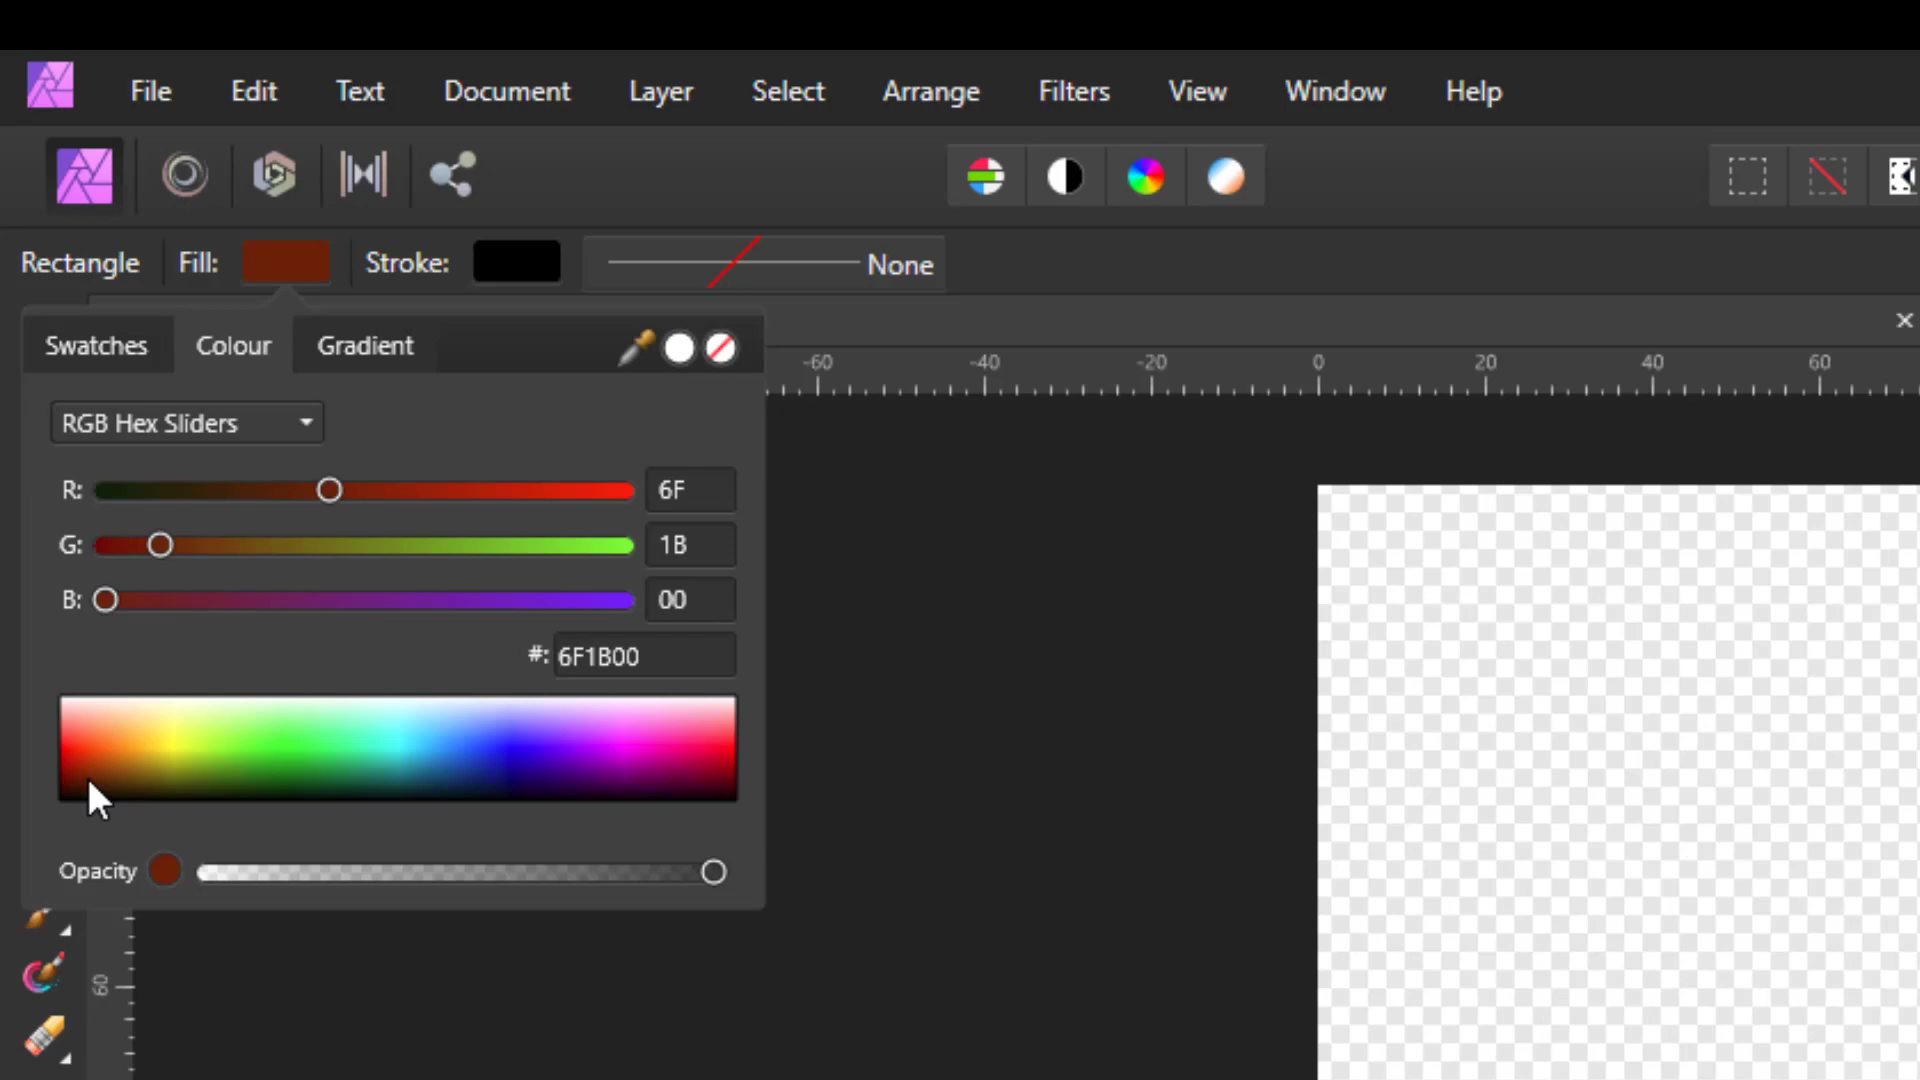 File Edit Text Document Layer Select Arrange Filters View Window Help
Rectangle Fill: Stroke: None
Swatches Colour Gradient
-60 -40 -20 0 20 40 60
RGB Hex Sliders
R: 6F
G: 1B
B: 00
#: 6F1B00
Opacity
60